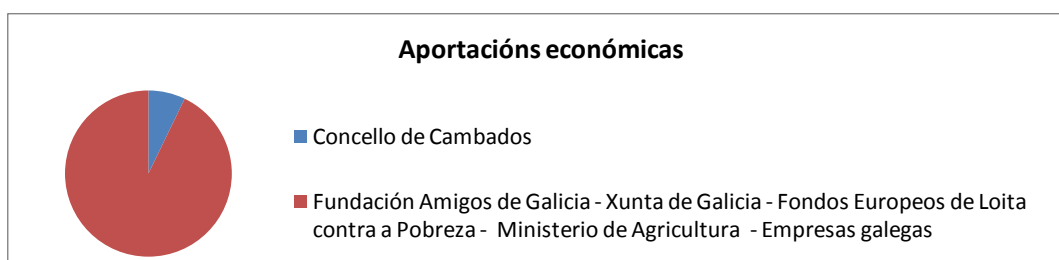 Aportacións económicas
Concello de Cambados
Fundación Amigos de Galicia - Xunta de Galicia - Fondos Europeos de Loita
contra a Pobreza - Ministerio de Agricultura - Empresas galegas